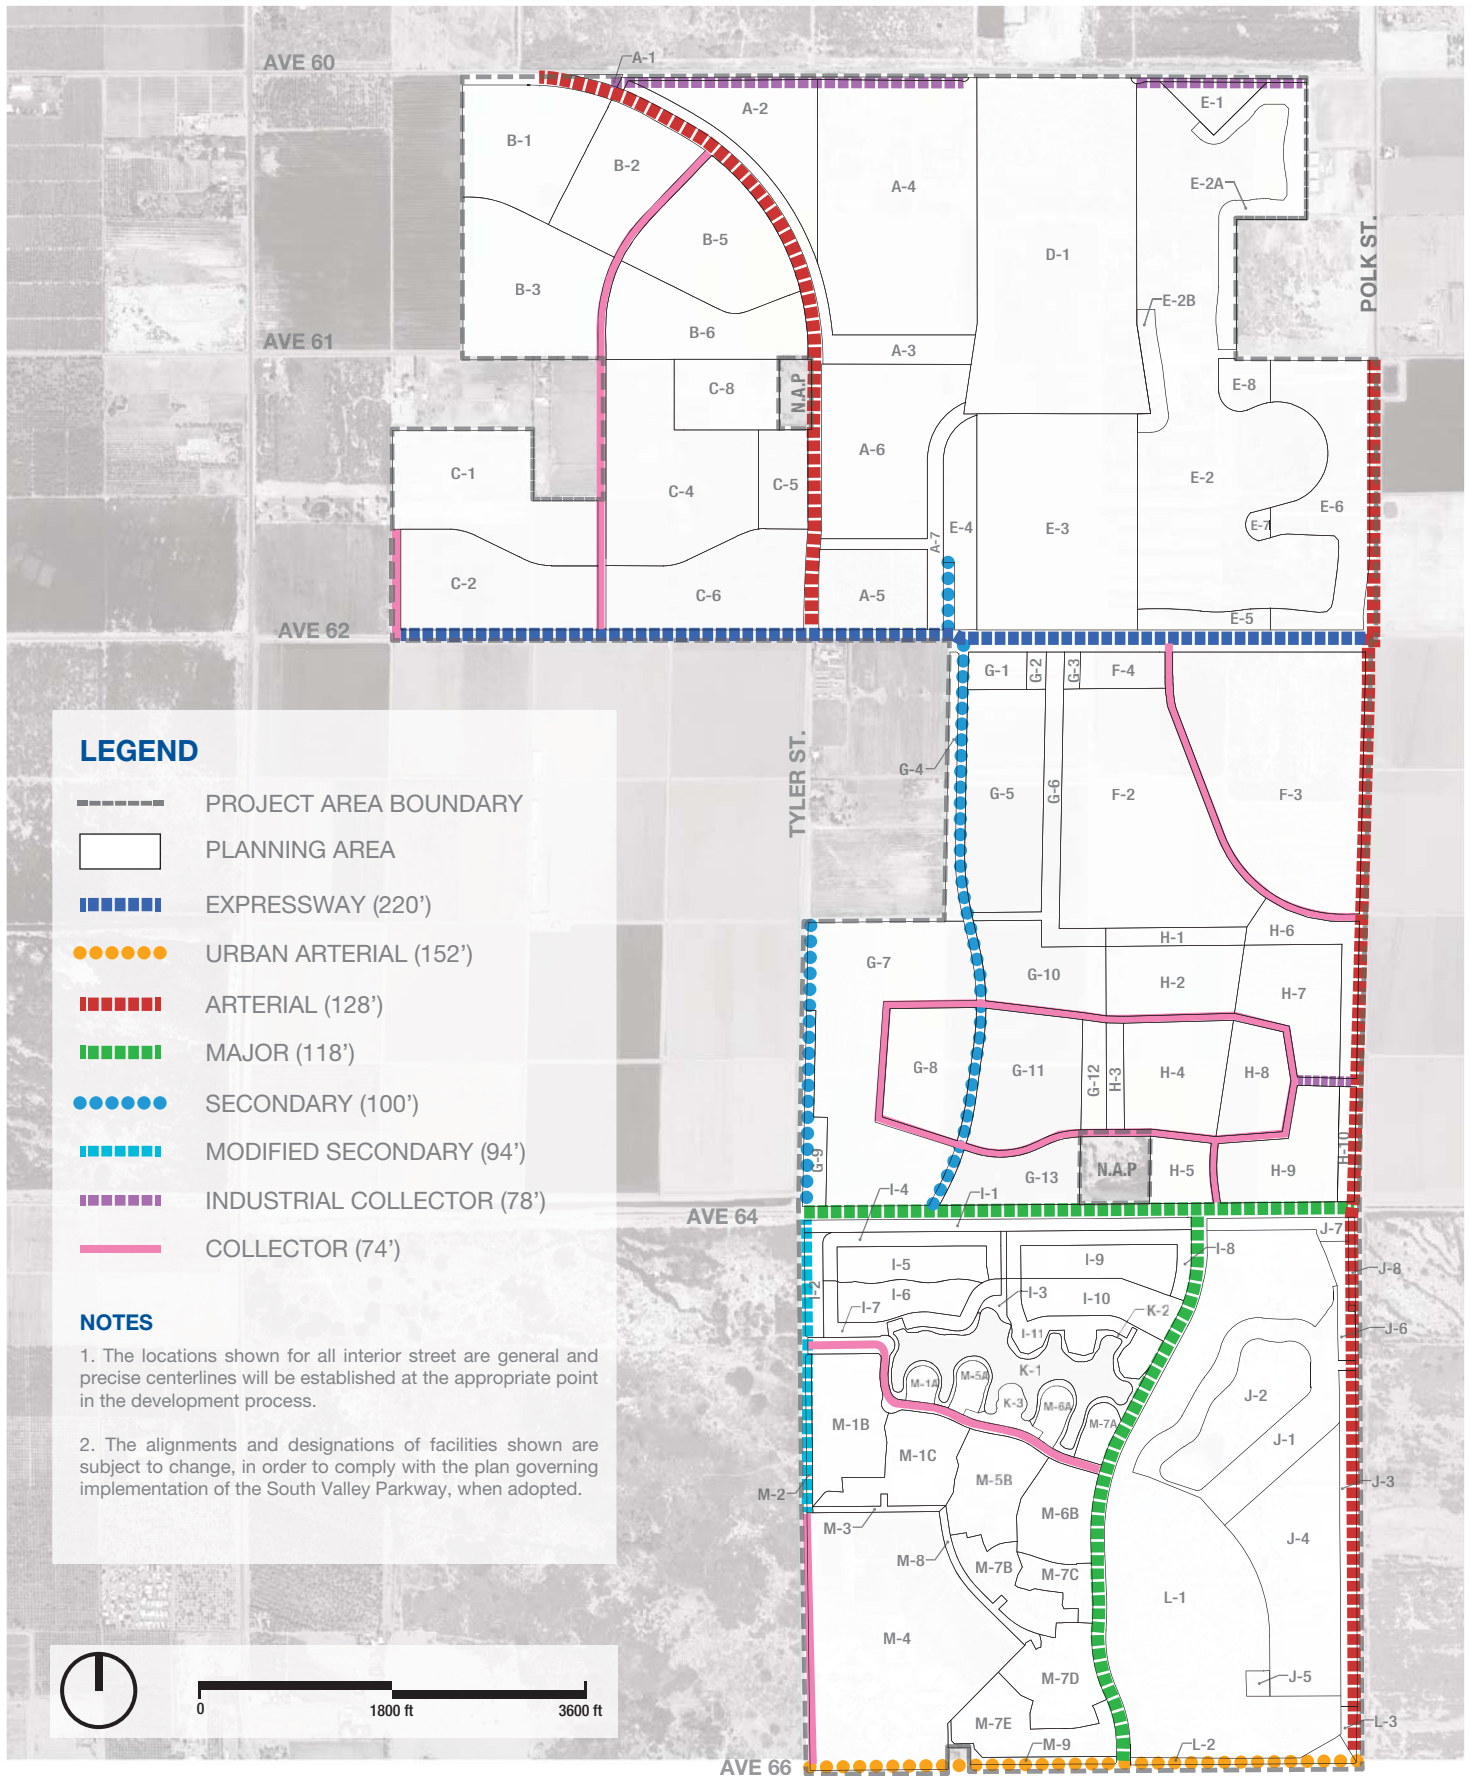 AVE 60
A-1
A-2
E-1
B-1
B-2
A-4
E-2A
B-5
D-1
POLK ST.
B-3
E-2B
B-6
AVE 61
A-3
C-8
N.A.P
E-8
A-6
C-1
C-4
C-5
E-2
E-6
E-7
A-7
E-4
E-3
C-2
C-6
A-5
E-5
AVE 62
G-1
G-2
G-3
F-4
G-4
TYLER ST.
G-5
G-6
F-2
F-3
H-6
H-1
G-7
G-10
H-2
H-7
G-8
G-11
G-12
H-3
H-4
H-8
G-9
G-13
N.A.P
H-5
H-9
H-10
I-4
I-1
AVE 64
J-7
I-5
I-9
I-8
J-8
I-2
I-6
I-3
I-10
I-7
K-2
J-6
I-11
K-1
M-1A
M-5A
K-3
M-6A
M-7A
J-2
M-1B
J-1
M-1C
M-5B
J-3
M-2
M-6B
M-3
J-4
M-8
M-7B
M-7C
L-1
M-4
M-7D
J-5
M-7E
L-3
M-9
L-2
AVE 66
LEGEND
PROJECT AREA BOUNDARY
PLANNING AREA
EXPRESSWAY (220’)
URBAN ARTERIAL (152’)
ARTERIAL (128’)
MAJOR (118’)
SECONDARY (100’)
MODIFIED SECONDARY (94’)
INDUSTRIAL COLLECTOR (78’)
COLLECTOR (74’)
NOTES
1. The locations shown for all interior street are general and
precise centerlines will be established at the appropriate point
in the development process.
2. The alignments and designations of facilities shown are
subject to change, in order to comply with the plan governing
implementation of the South Valley Parkway, when adopted.
0
1800 ft
3600 ft